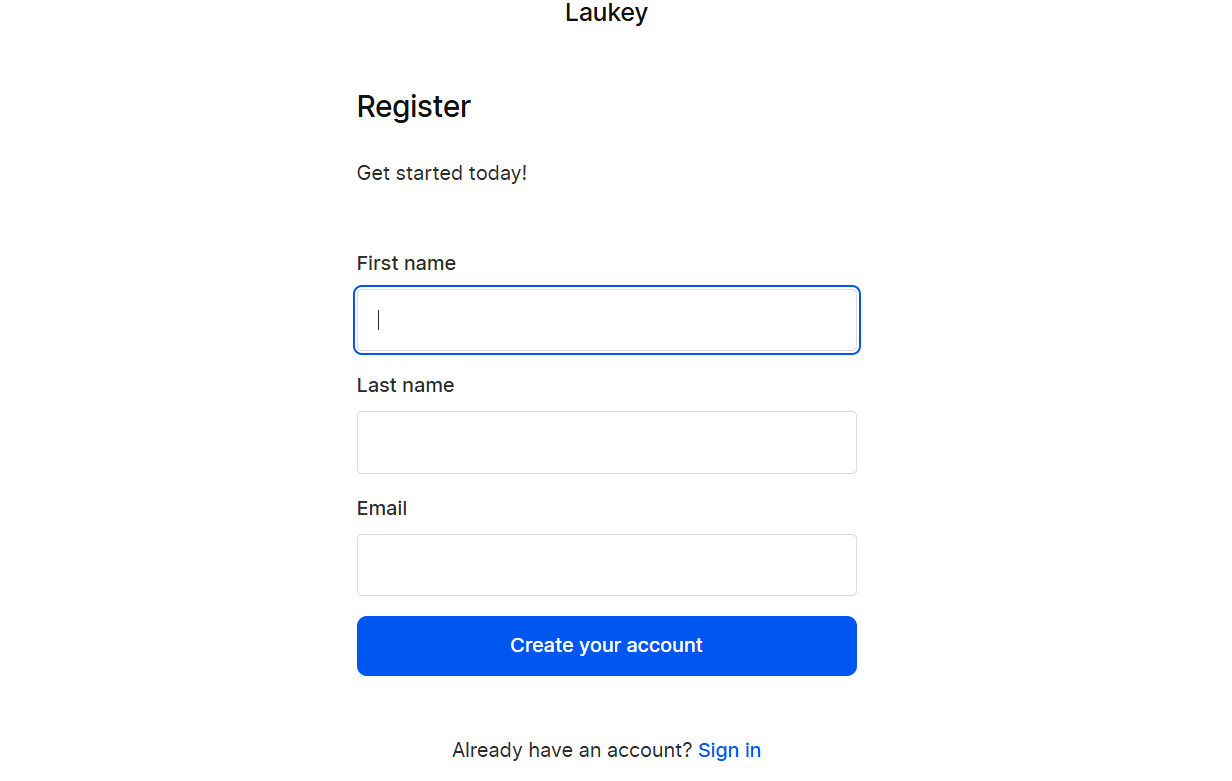 Laukey
Register
Get started today!
First name
Last name
Email
Create your account
Already have an account? Sign in